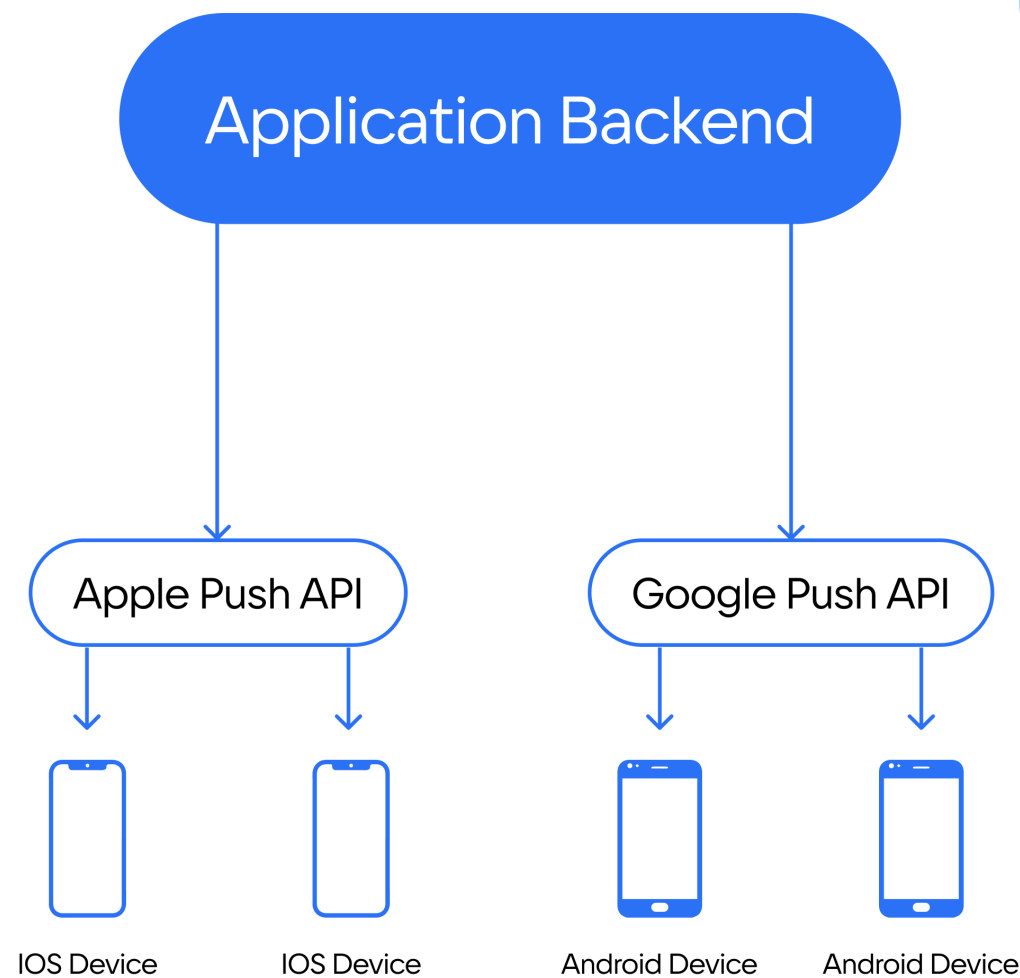 Application Backend
Apple Push API
Google Push API
IOS Device
IOS Device
Android Device
Android Device